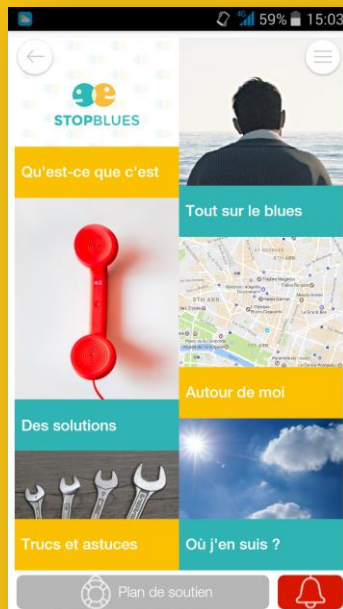 4G 59% 15:03
STOPBLUES
Qu'est-ce que c'est
Tout sur le blues
Autour de moi
Des solutions
Trucs et astuces
Où j'en suis ?
Plan de soutien